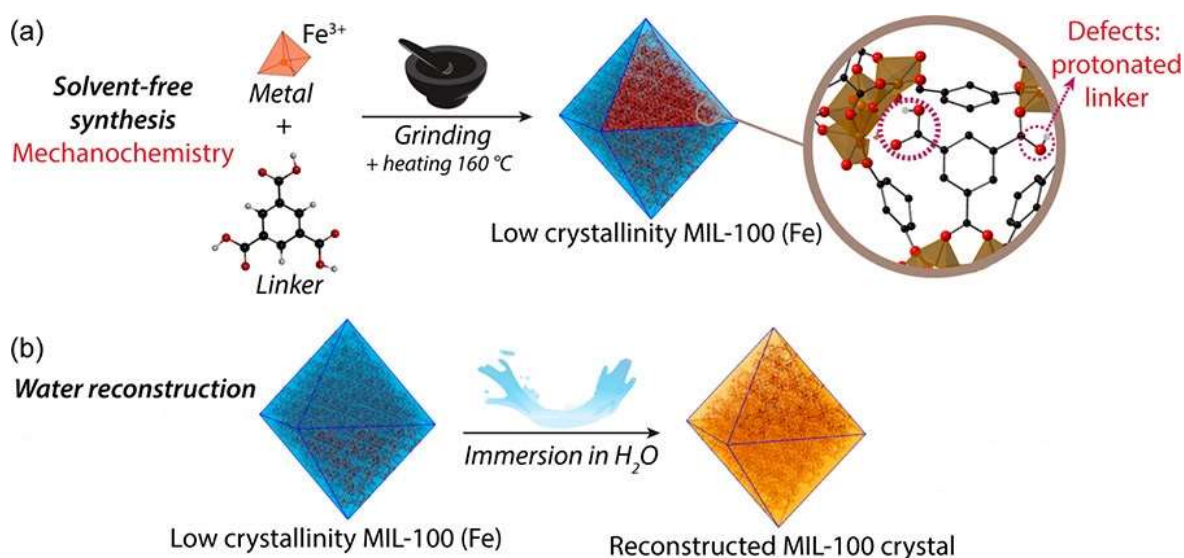 (a)
Solvent-free
synthesis
Mechanochemistry
Fe³⁺
Metal
+
Linker
Grinding
+ heating 160 °C
Low crystallinity MIL-100 (Fe)
Defects:
protonated
linker
(b)
Water reconstruction
Low crystallinity MIL-100 (Fe)
Immersion in H₂O
Reconstructed MIL-100 crystal